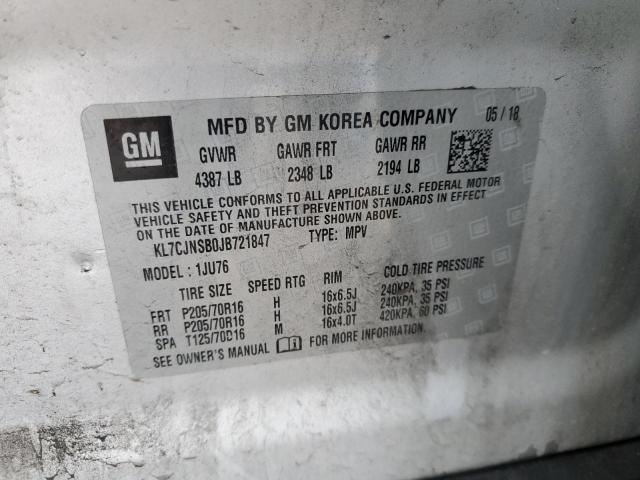 GM MFD BY GM KOREA COMPANY 05/18
GVWR GAWR FRT GAWR RR
4387 LB 2348 LB 2194 LB
THIS VEHICLE CONFORMS TO ALL APPLICABLE U.S. FEDERAL MOTOR
VEHICLE SAFETY AND THEFT PREVENTION STANDARDS IN EFFECT
ON THE DATE OF MANUFACTURE SHOWN ABOVE.
KL7CJNSB0JB721847 TYPE: MPV
MODEL: 1JU76
TIRE SIZE SPEED RTG RIM COLD TIRE PRESSURE
FRT P205/70R16 H 16x6.5J 240KPA, 35 PSI
RR P205/70R16 H 16x6.5J 240KPA, 35 PSI
SPA T125/70D16 M 16x4.0T 420KPA, 60 PSI
SEE OWNER'S MANUAL FOR MORE INFORMATION